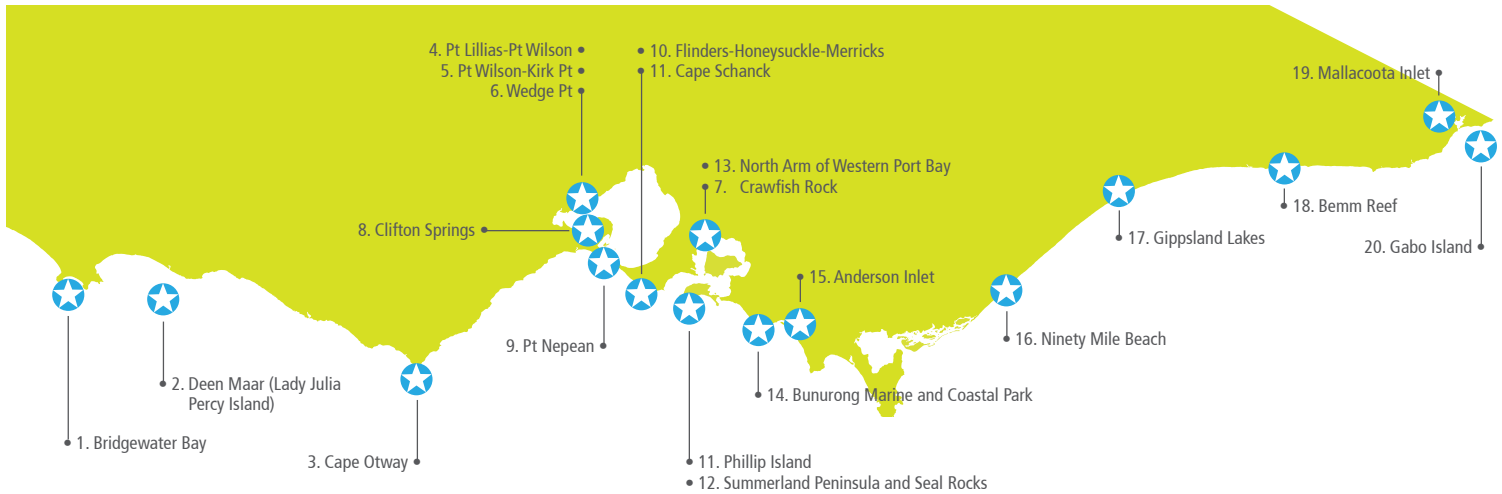 4. Pt Lillias-Pt Wilson
5. Pt Wilson-Kirk Pt
6. Wedge Pt
10. Flinders-Honeysuckle-Merricks
11. Cape Schanck
19. Mallacoota Inlet
13. North Arm of Western Port Bay
7. Crawfish Rock
8. Clifton Springs
18. Bemm Reef
17. Gippsland Lakes
20. Gabo Island
15. Anderson Inlet
9. Pt Nepean
16. Ninety Mile Beach
2. Deen Maar (Lady Julia
Percy Island)
14. Bunurong Marine and Coastal Park
1. Bridgewater Bay
3. Cape Otway
11. Phillip Island
12. Summerland Peninsula and Seal Rocks